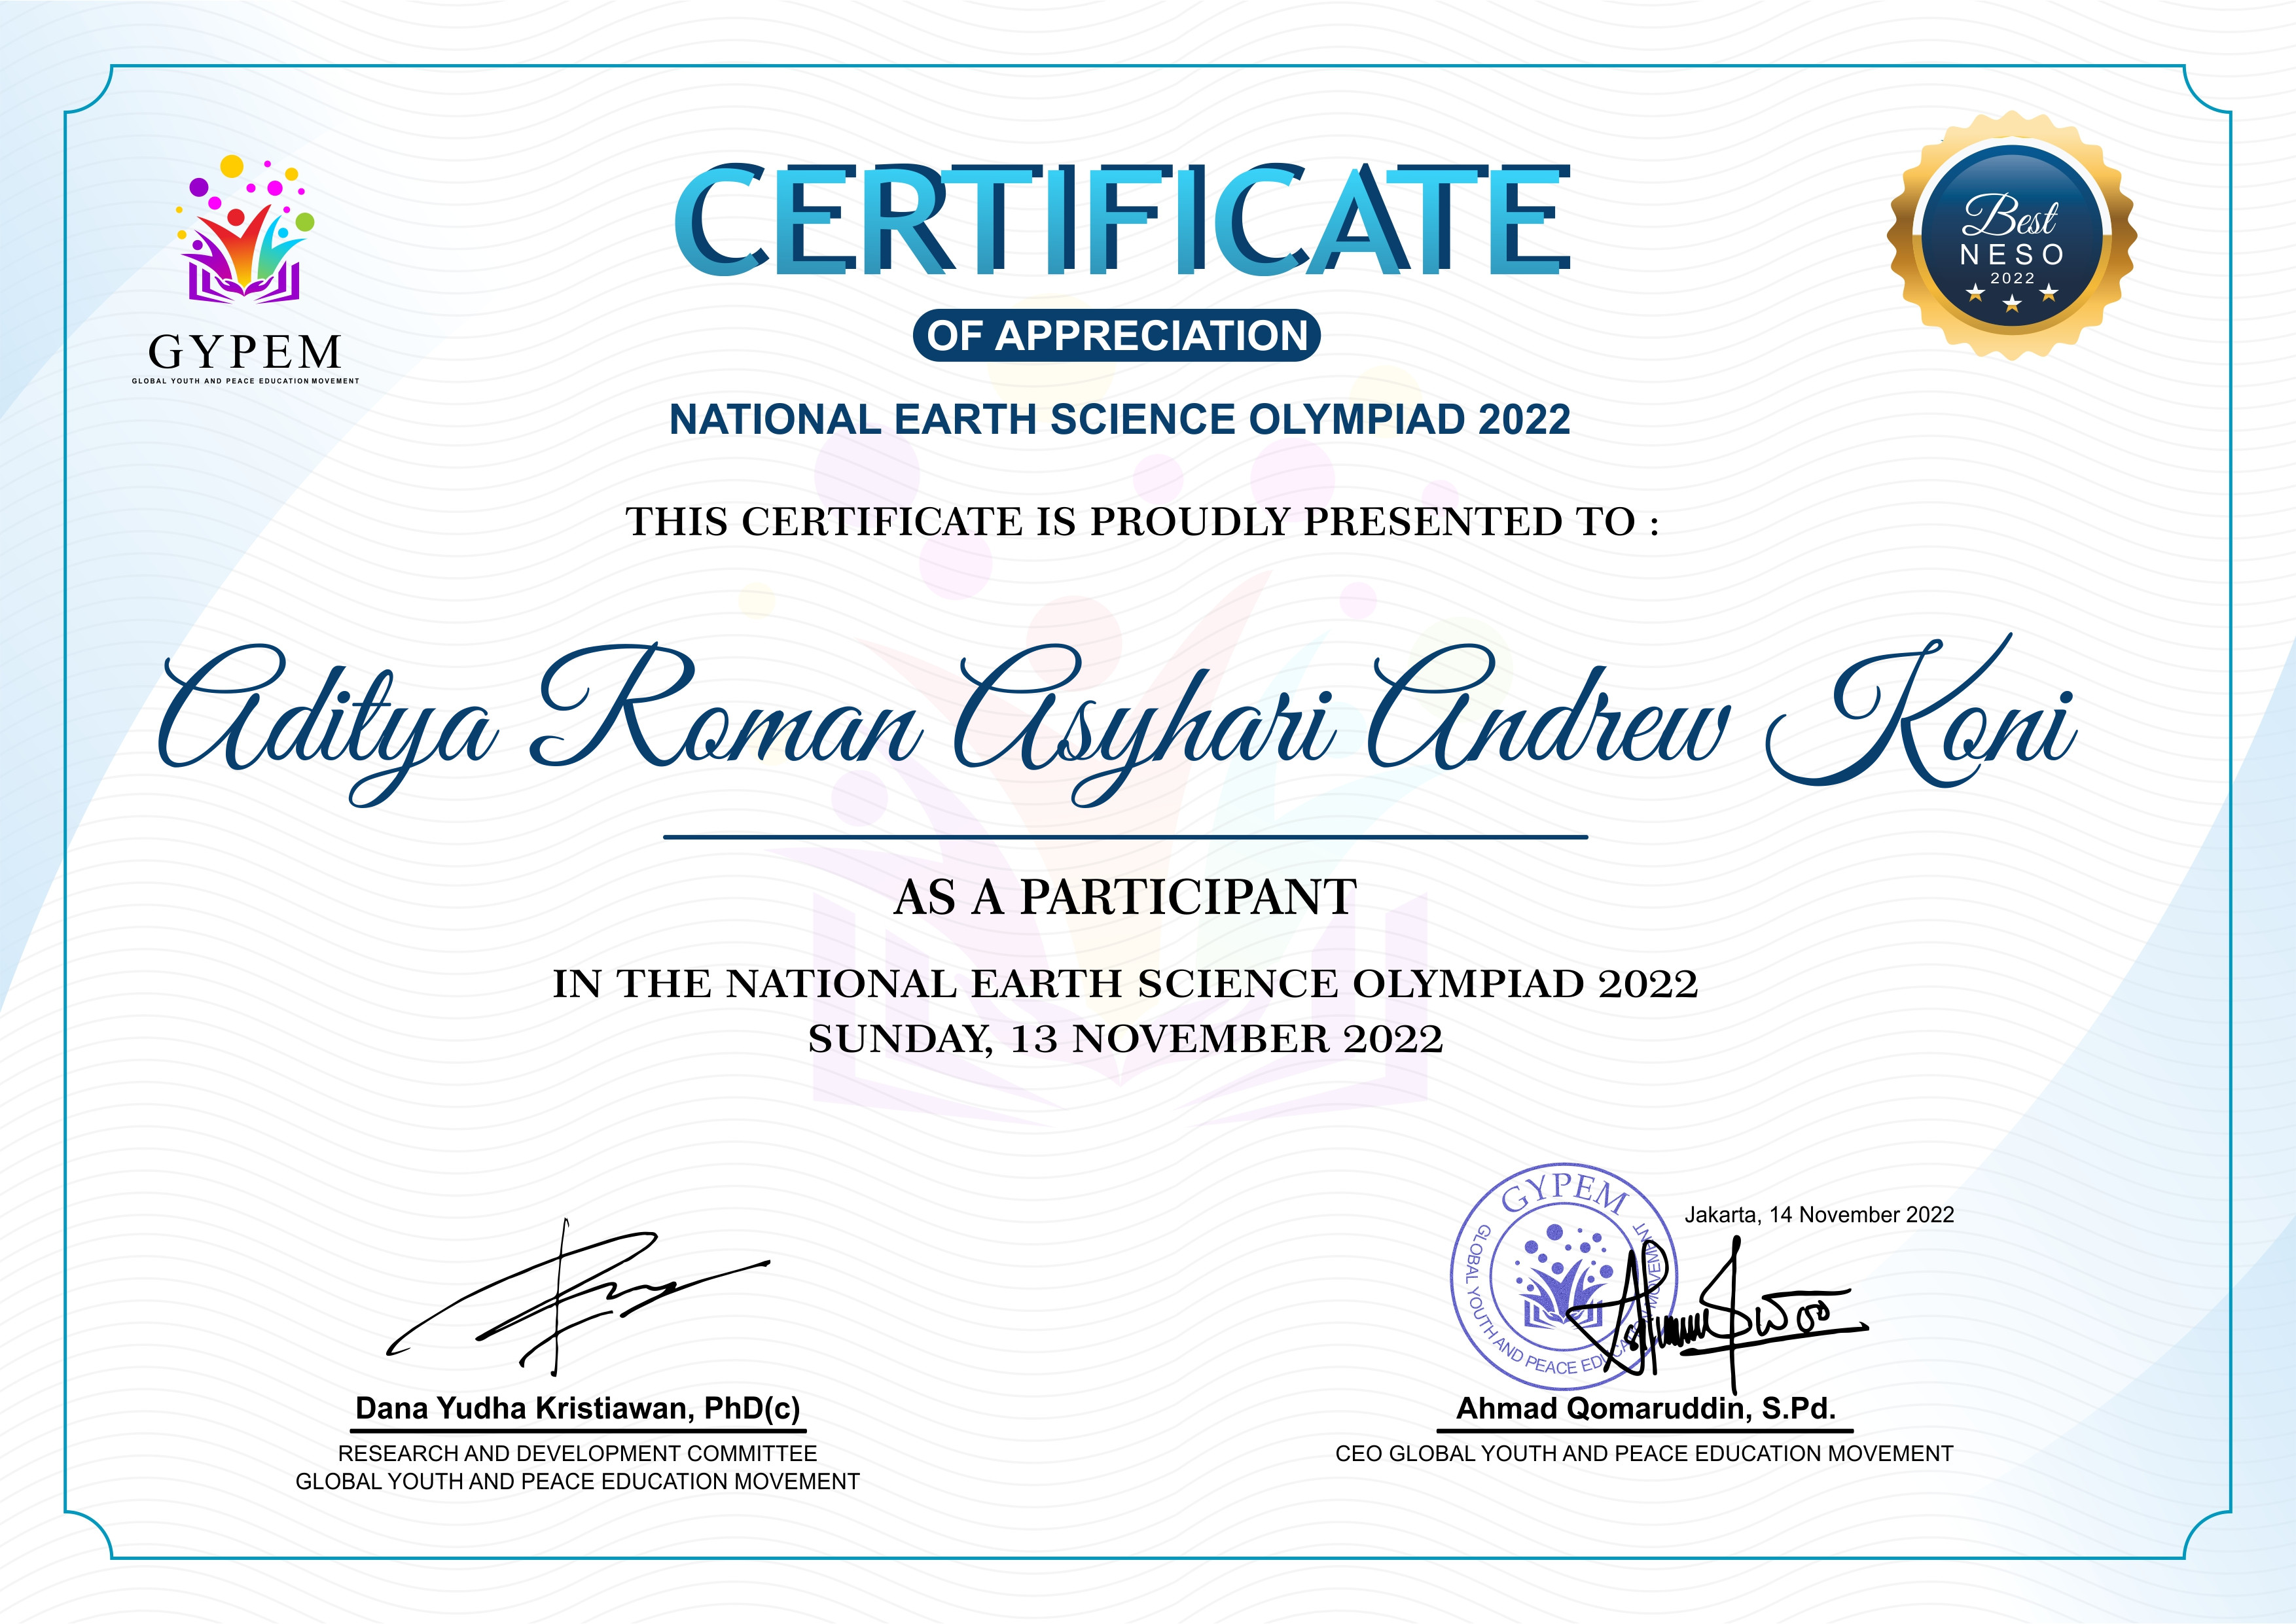 GYPEM
GLOBAL YOUTH AND PEACE EDUCATION MOVEMENT
CERTIFICATE
OF APPRECIATION
Best
NESO
2022
NATIONAL EARTH SCIENCE OLYMPIAD 2022
THIS CERTIFICATE IS PROUDLY PRESENTED TO :
Aditya Roman Asyhari Andrew Koni
AS A PARTICIPANT
IN THE NATIONAL EARTH SCIENCE OLYMPIAD 2022
SUNDAY, 13 NOVEMBER 2022
Jakarta, 14 November 2022
GYPEM
GLOBAL YOUTH AND PEACE EDUCATION MOVEMENT
Dana Yudha Kristiawan, PhD(c)
RESEARCH AND DEVELOPMENT COMMITTEE
GLOBAL YOUTH AND PEACE EDUCATION MOVEMENT
Ahmad Qomaruddin, S.Pd.
CEO GLOBAL YOUTH AND PEACE EDUCATION MOVEMENT